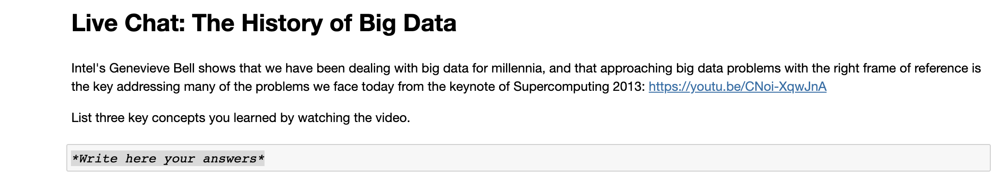 Live Chat: The History of Big Data
Intel's Genevieve Bell shows that we have been dealing with big data for millennia, and that approaching big data problems with the right frame of reference is
the key addressing many of the problems we face today from the keynote of Supercomputing 2013: https://youtu.be/CNoi-XqwJnA
List three key concepts you learned by watching the video.
*Write here your answers*